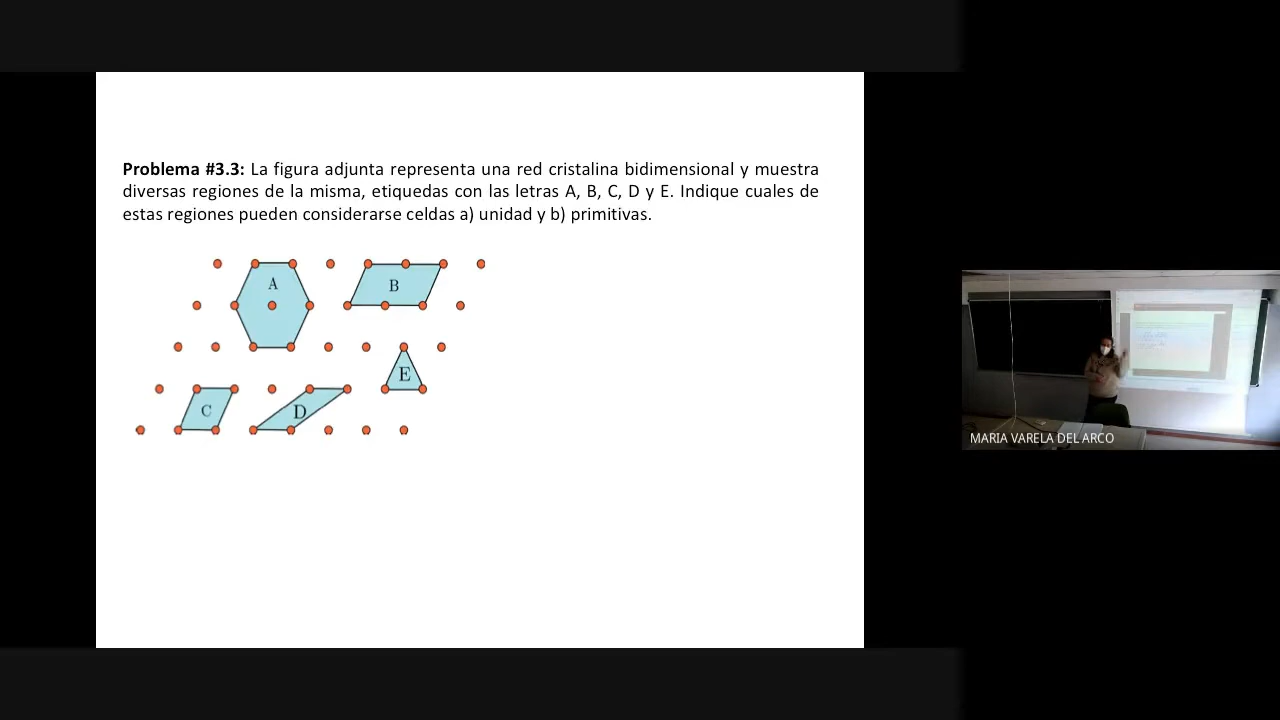 Problema #3.3: La figura adjunta representa una red cristalina bidimensional y muestra
diversas regiones de la misma, etiquedas con las letras A, B, C, D y E. Indique cuales de
estas regiones pueden considerarse celdas a) unidad y b) primitivas.
A
B
E
C
D
MARIA VARELA DEL ARCO